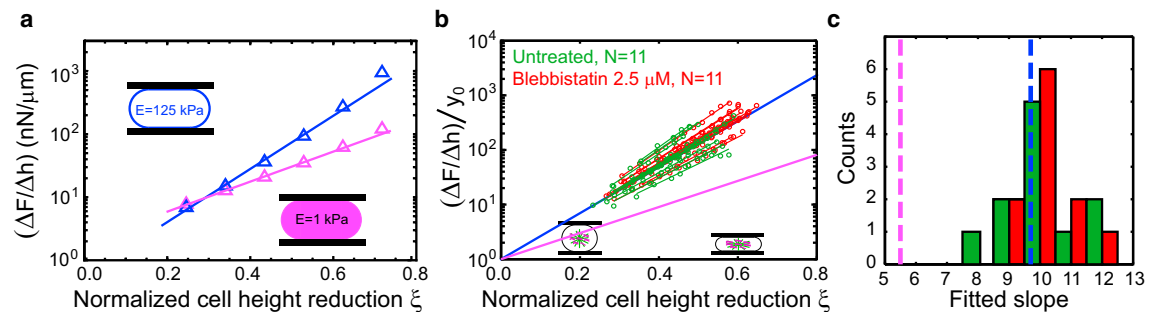 a
(ΔF/Δh) (nN/μm)
10³
10²
10¹
10⁰
E=125 kPa
E=1 kPa
0.0 0.2 0.4 0.6 0.8
Normalized cell height reduction ξ
b
(ΔF/Δh)/y₀
10⁴
10³
10²
10¹
10⁰
Untreated, N=11
Blebbistatin 2.5 μM, N=11
0.2 0.4 0.6 0.8
Normalized cell height reduction ξ
c
Counts
6
5
4
3
2
1
0
5 6 7 8 9 10 11 12 13
Fitted slope